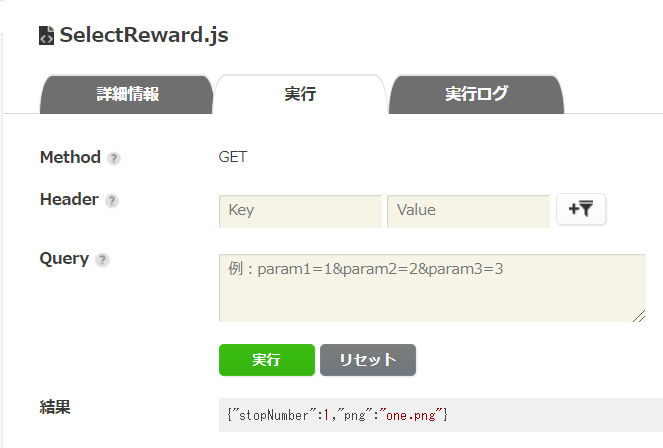 SelectReward.js
詳細情報
実行
実行ログ
Method ?
GET
Header ?
Key
Value
+
Query ?
例：param1=1&param2=2&param3=3
実行
リセット
結果
{"stopNumber":1,"png":"one.png"}